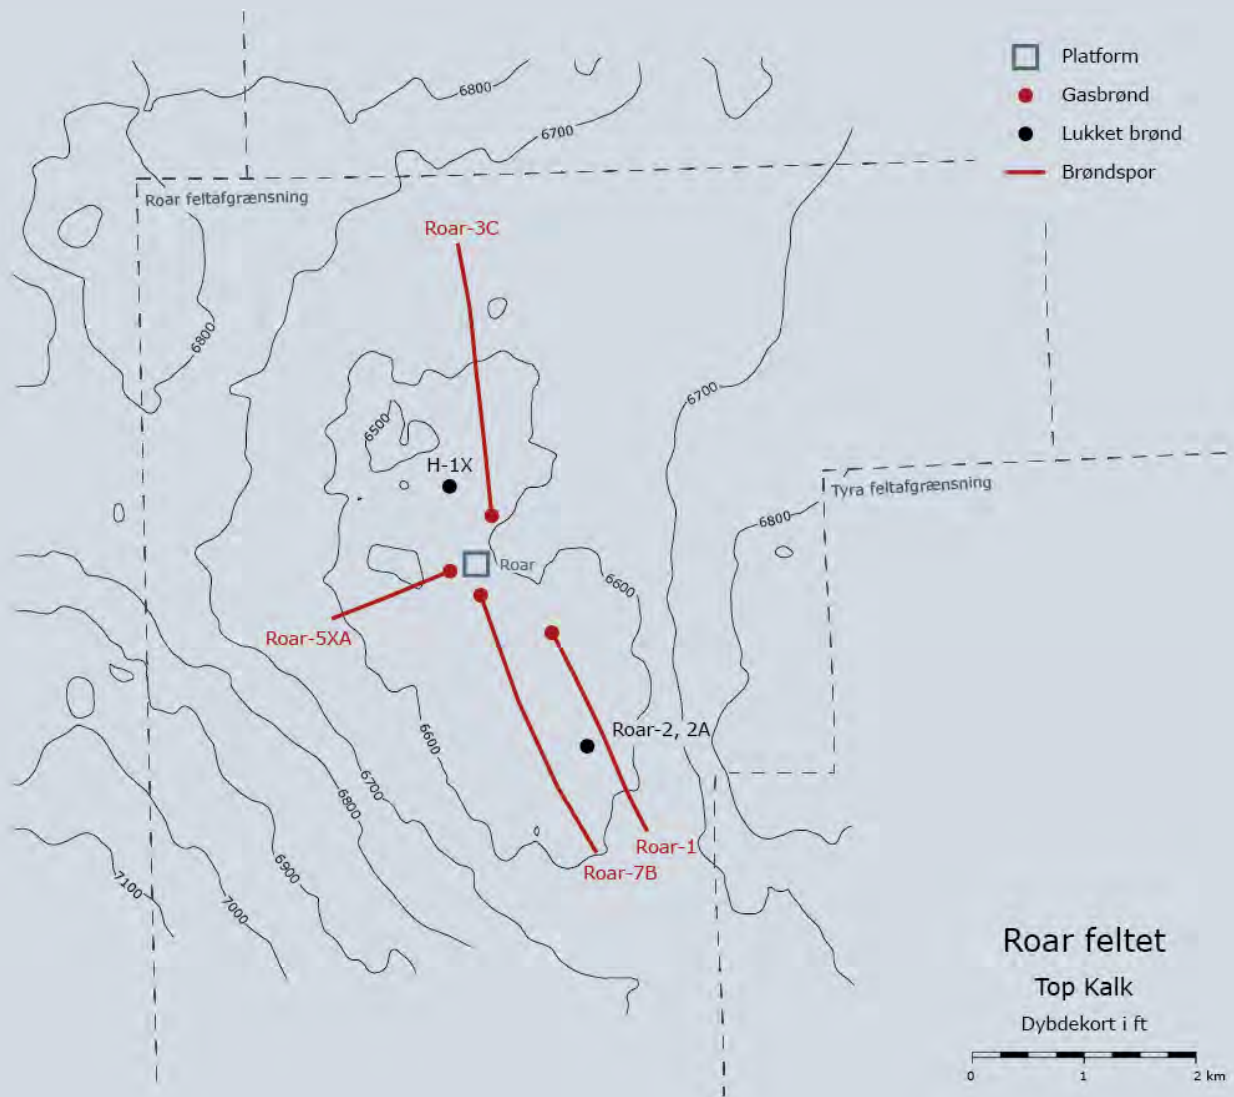 Platform
Gasbrønd
Lukket brønd
Brøndspor
6800
6700
Roar feltafgrænsning
Roar-3C
6800
6700
6500
H-1X
Tyra feltafgrænsning
6800
Roar
6600
Roar-5XA
Roar-2, 2A
6600
6700
6800
Roar-1
Roar-7B
6900
7100
7000
Roar feltet
Top Kalk
Dybdekort i ft
0 1 2 km